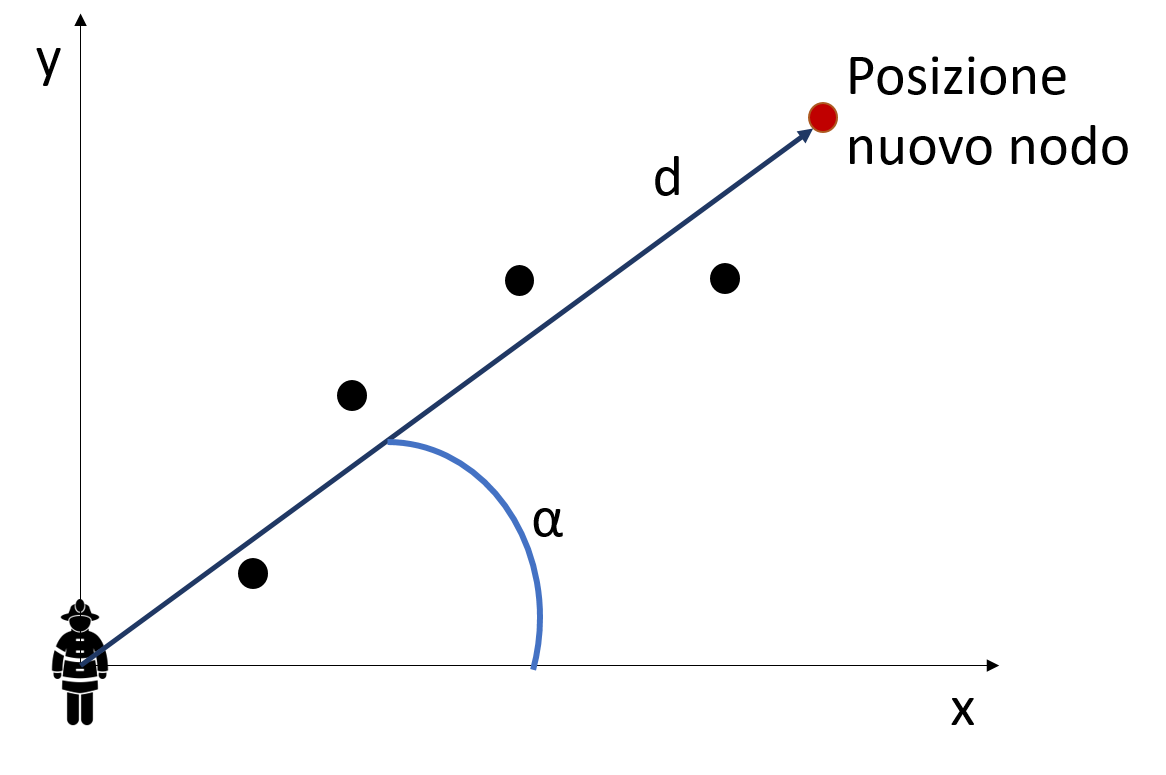 y
Posizione
nuovo nodo
d
α
x